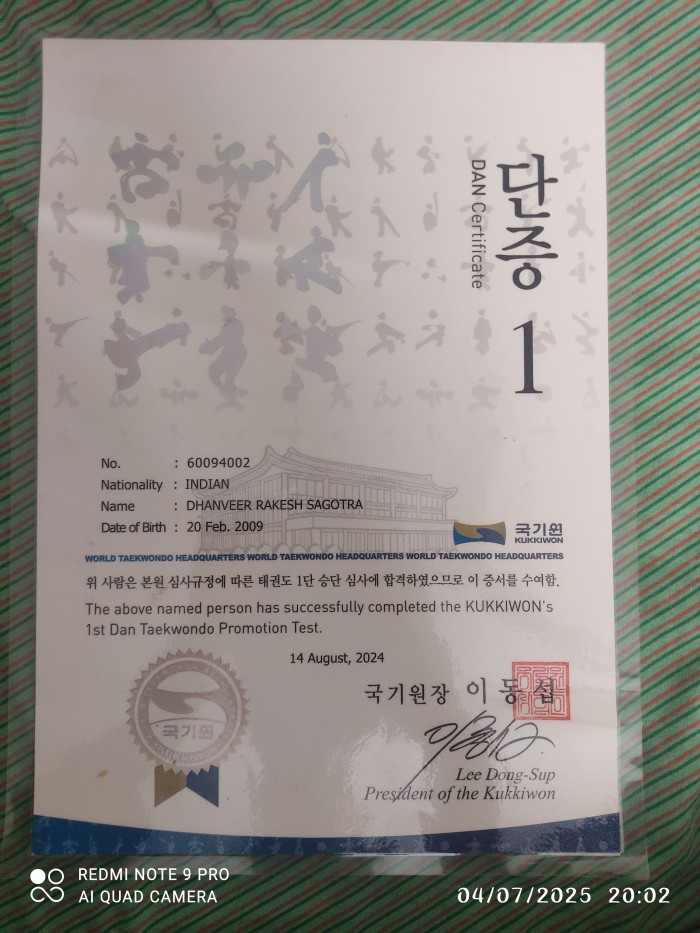 단증
DAN Certificate
1
No. : 60094002
Nationality : INDIAN
Name : DHANVEER RAKESH SAGOTRA
Date of Birth : 20 Feb. 2009
국기원
KUKKIWON
WORLD TAEKWONDO HEADQUARTERS WORLD TAEKWONDO HEADQUARTERS WORLD TAEKWONDO HEADQUARTERS
위 사람은 본원 심사규정에 따른 태권도 1단 승단 심사에 합격하였으므로 이 증서를 수여함.
The above named person has successfully completed the KUKKIWON's
1st Dan Taekwondo Promotion Test.
14 August, 2024
국기원장 이동섭
국기원
KUKKIWON
Lee Dong-Sup
President of the Kukkiwon
REDMI NOTE 9 PRO
AI QUAD CAMERA
04/07/2025 20:02